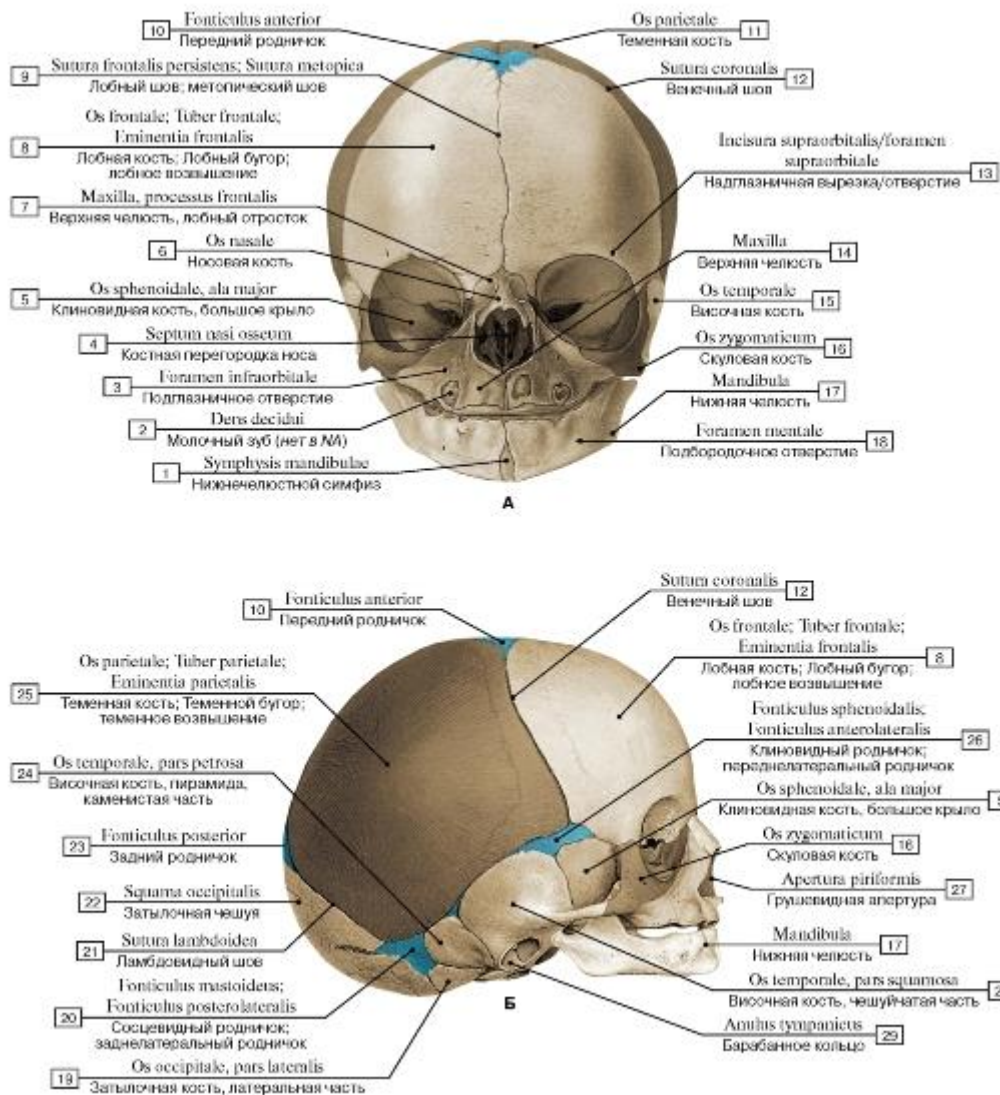 10 Fonticulus anterior
Передний родничок
Os parietale 11
Теменная кость
9 Sutura frontalis persistens; Sutura metopica
Лобный шов; метопический шов
Sutura coronalis 12
Венечный шов
Os frontale; Tuber frontale;
8 Eminentia frontalis
Лобная кость; Лобный бугор;
лобное возвышение
Incisura supraorbitalis/foramen
supraorbitale 13
Надглазничная вырезка/отверстие
7 Maxilla, processus frontalis
Верхняя челюсть, лобный отросток
6 Os nasale
Носовая кость
Maxilla 14
Верхняя челюсть
5 Os sphenoidale, ala major
Клиновидная кость, большое крыло
Os temporale 15
Височная кость
4 Septum nasi osseum
Костная перегородка носа
Os zygomaticum 16
Скуловая кость
3 Foramen infraorbitale
Подглазничное отверстие
Mandibula 17
Нижняя челюсть
2 Dens decidui
Молочный зуб (нет в NA)
Foramen mentale 18
Подбородочное отверстие
1 Symphysis mandibulae
Нижнечелюстной симфиз
А
10 Fonticulus anterior
Передний родничок
Sutura coronalis 12
Венечный шов
Os frontale; Tuber frontale;
Eminentia frontalis 8
Лобная кость; Лобный бугор;
лобное возвышение
Os parietale; Tuber parietale;
25 Eminentia parietalis
Теменная кость; Теменной бугор;
теменное возвышение
Fonticulus sphenoidalis;
Fonticulus anterolateralis 26
Клиновидный родничок;
переднелатеральный родничок
24 Os temporale, pars petrosa
Височная кость, пирамида,
каменистая часть
Os sphenoidale, ala major
Клиновидная кость, большое крыло
23 Fonticulus posterior
Задний родничок
Os zygomaticum 16
Скуловая кость
22 Squama occipitalis
Затылочная чешуя
Apertura piriformis 27
Грушевидная апертура
21 Sutura lambdoidea
Ламбдовидный шов
Mandibula 17
Нижняя челюсть
Fonticulus mastoideus;
20 Fonticulus posterolateralis
Сосцевидный родничок;
заднелатеральный родничок
Б
Os temporale, pars squamosa 2
Височная кость, чешуйчатая часть
Anulus tympanicus 29
Барабанное кольцо
19 Os occipitale, pars lateralis
Затылочная кость, латеральная часть